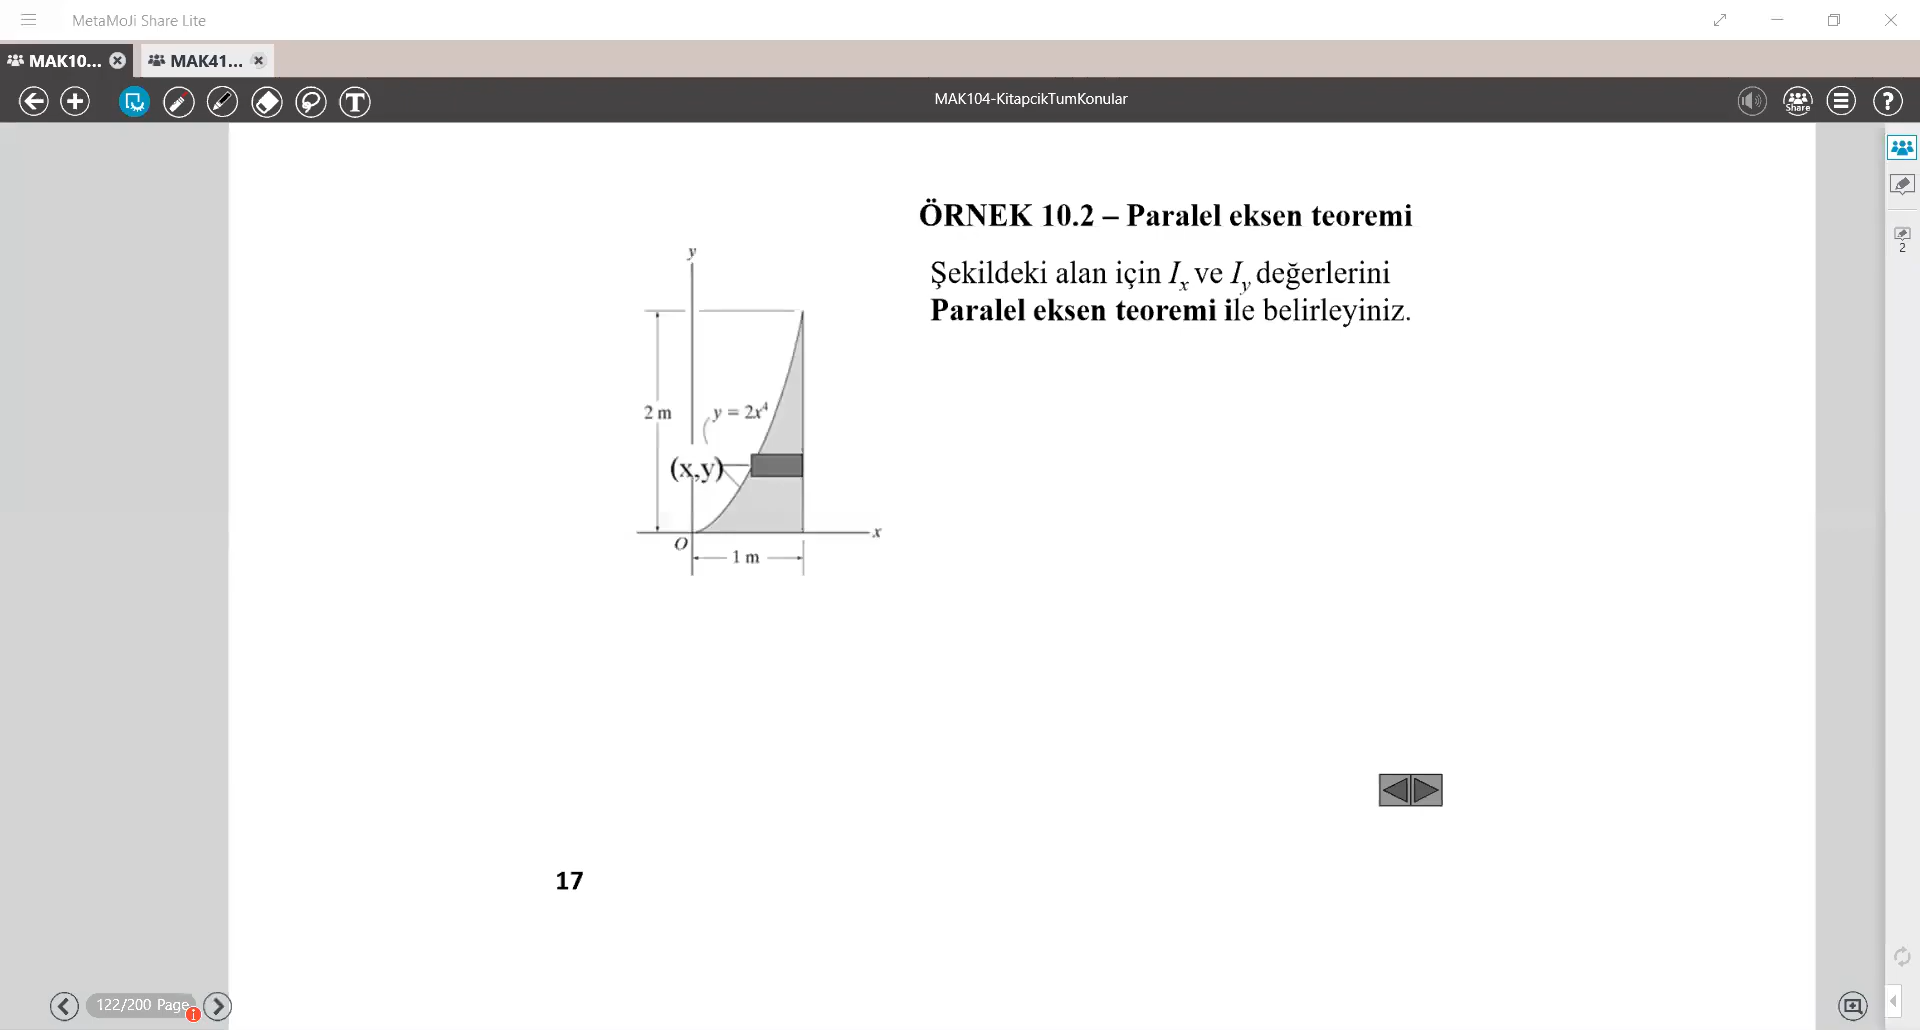 MetaMoJi Share Lite
MAK10...
MAK41...
MAK104-KitapcikTumKonular
Share
ÖRNEK 10.2 – Paralel eksen teoremi
Şekildeki alan için Ix ve Iy değerlerini
Paralel eksen teoremi ile belirleyiniz.
y
2 m
y = 2x⁴
(x,y)
x
O
1 m
2
17
122/200 Page